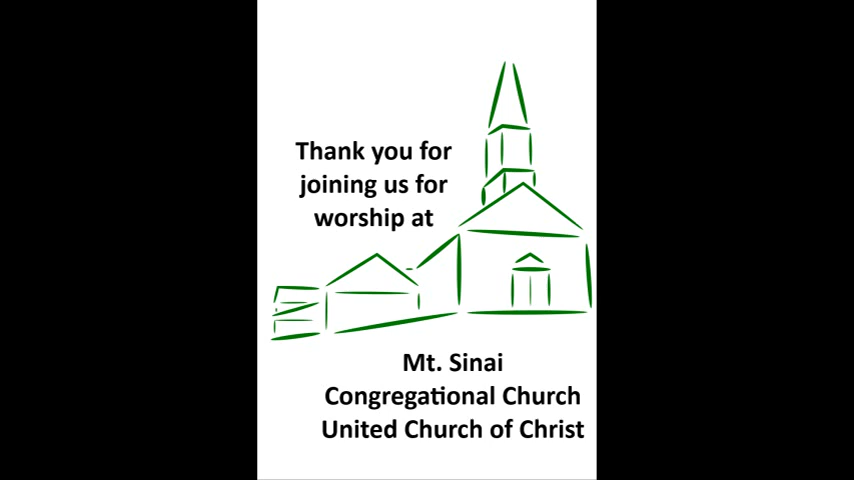 Thank you for
joining us for
worship at
Mt. Sinai
Congregational Church
United Church of Christ